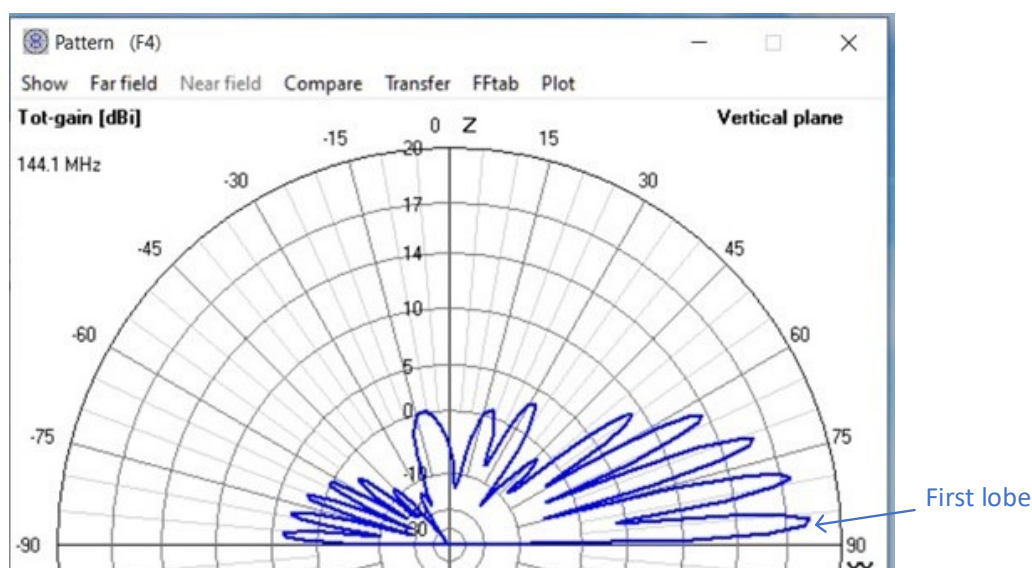 Pattern (F4)
Show Far field Near field Compare Transfer FFtab Plot
Tot-gain [dBi]
Vertical plane
144.1 MHz
0 Z
-15
15
-30
30
-45
45
-60
60
-75
75
-90
90
20
17
14
10
5
0
-10
First lobe